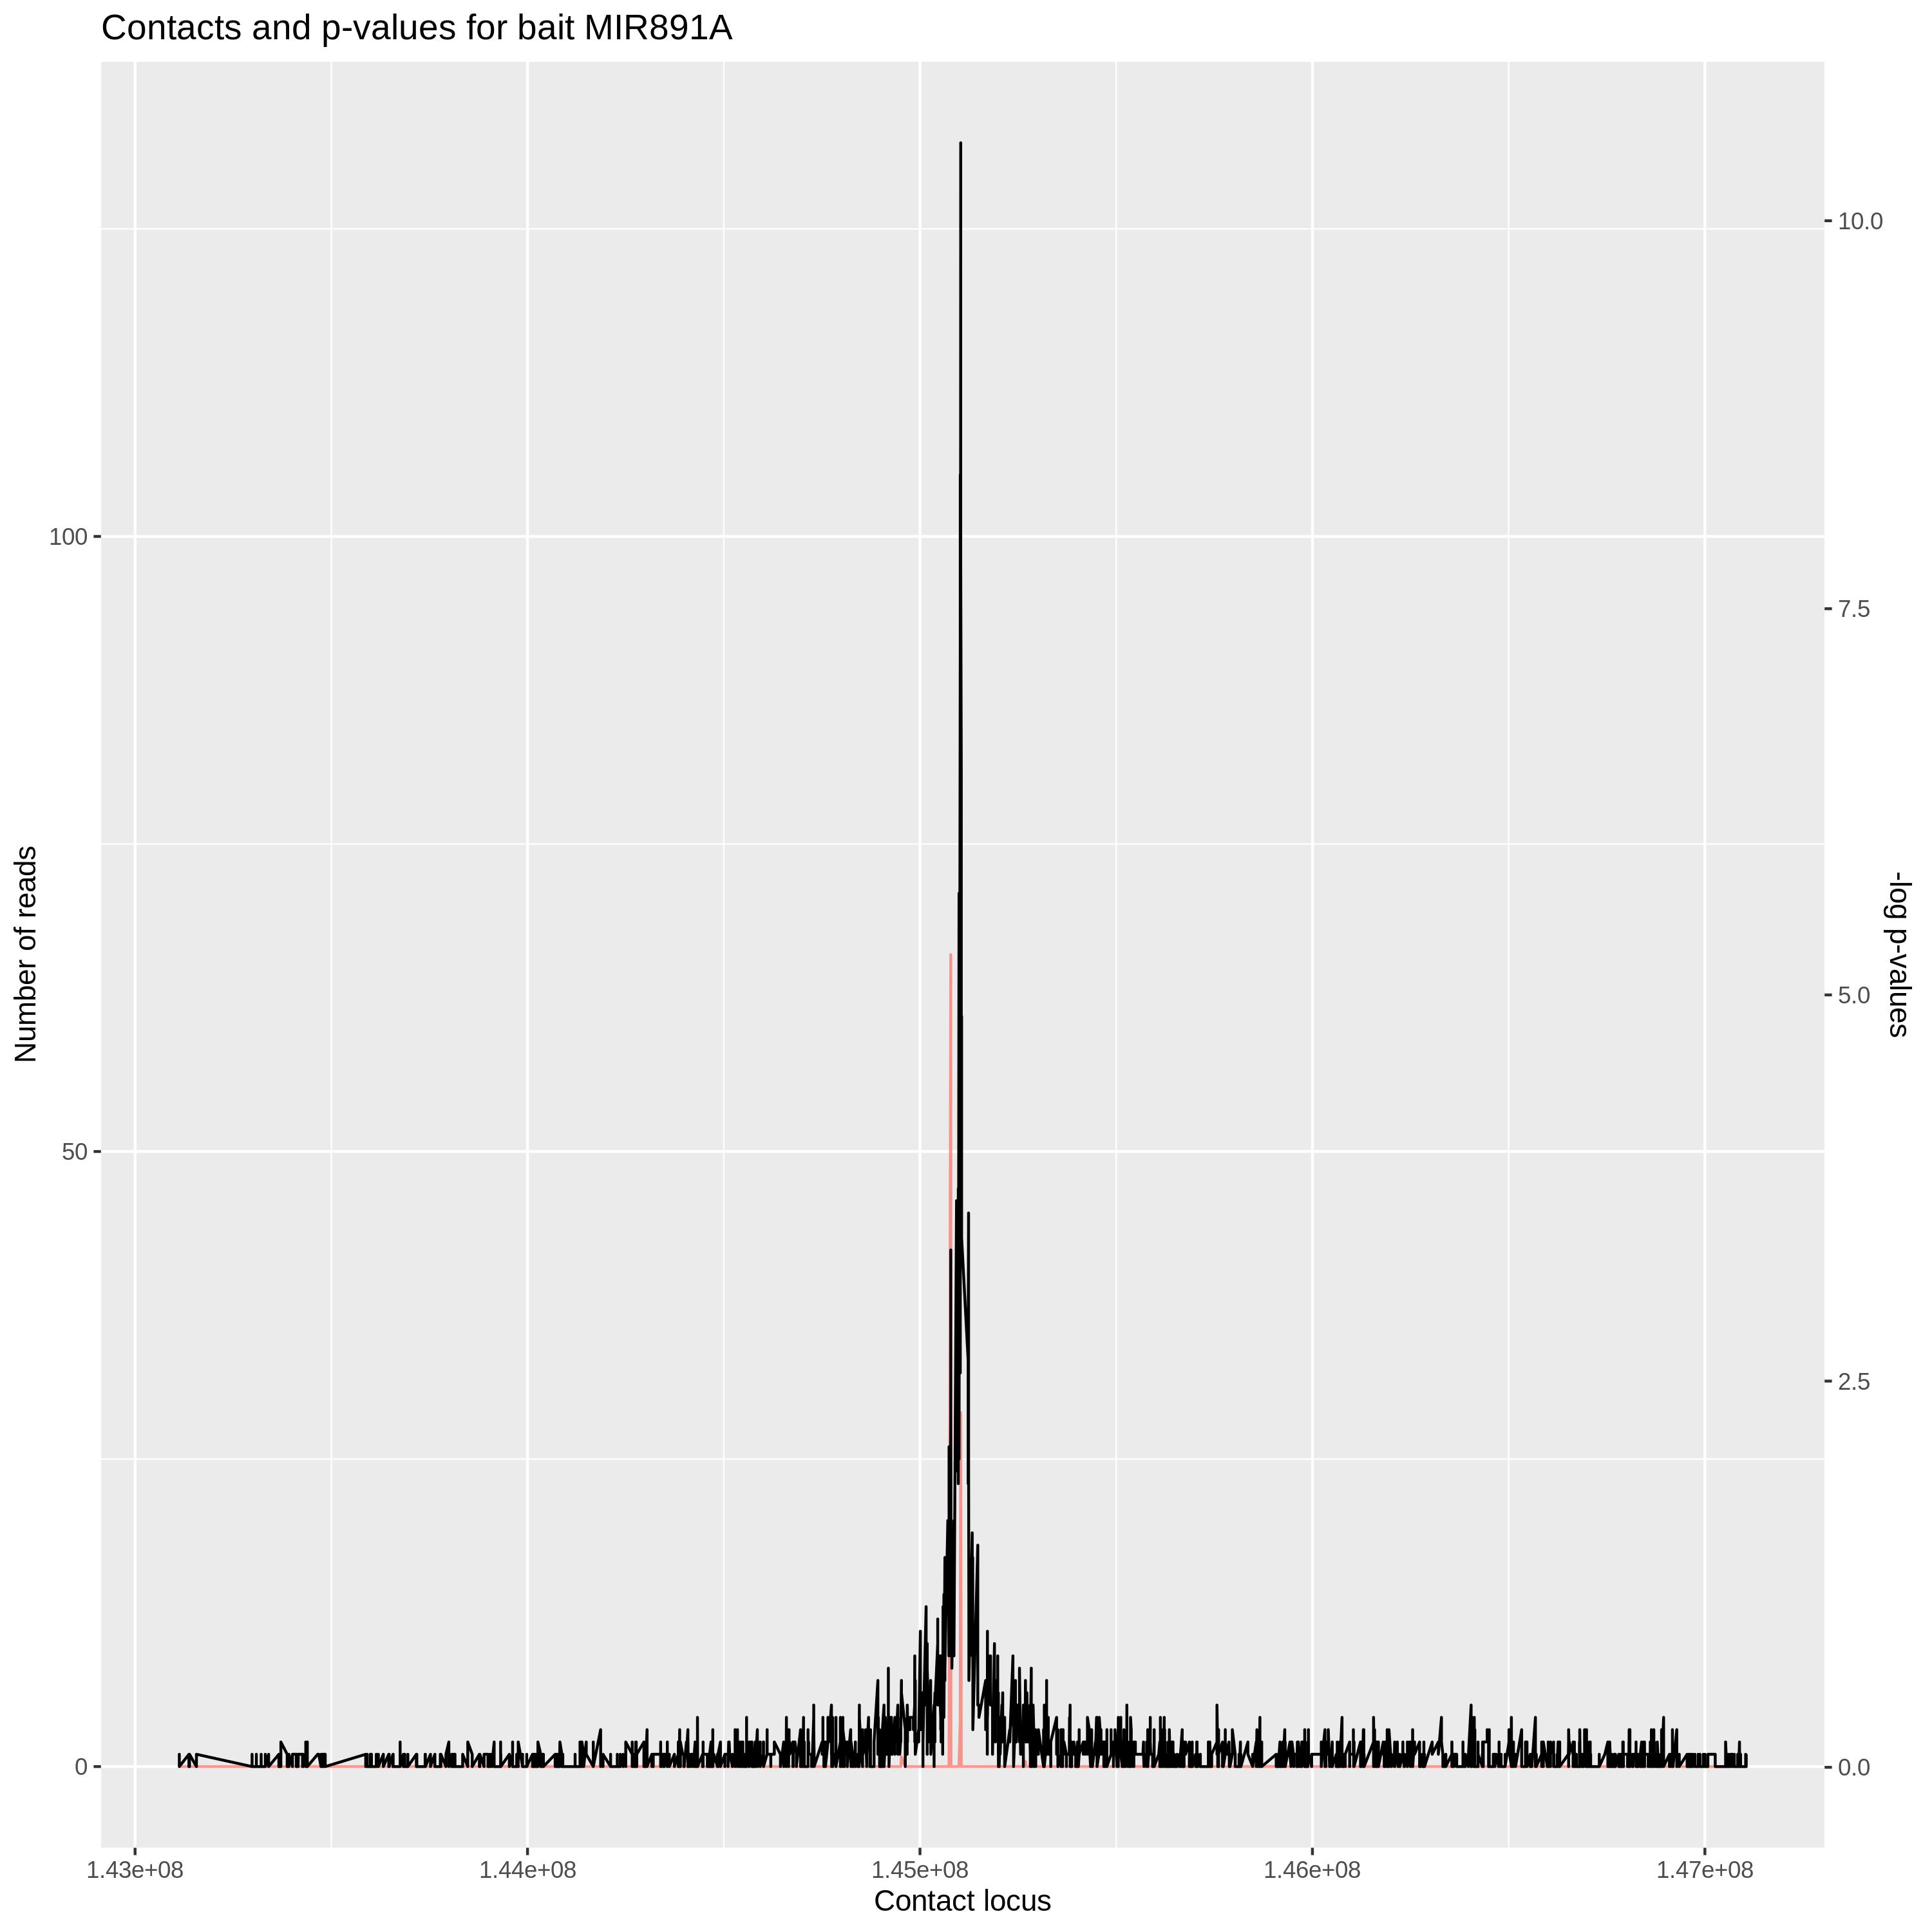 Contacts and p-values for bait MIR891A
Number of reads
100
50
0
10.0
7.5
5.0
2.5
0.0
-log p-values
1.43e+08 1.44e+08 1.45e+08 1.46e+08 1.47e+08
Contact locus